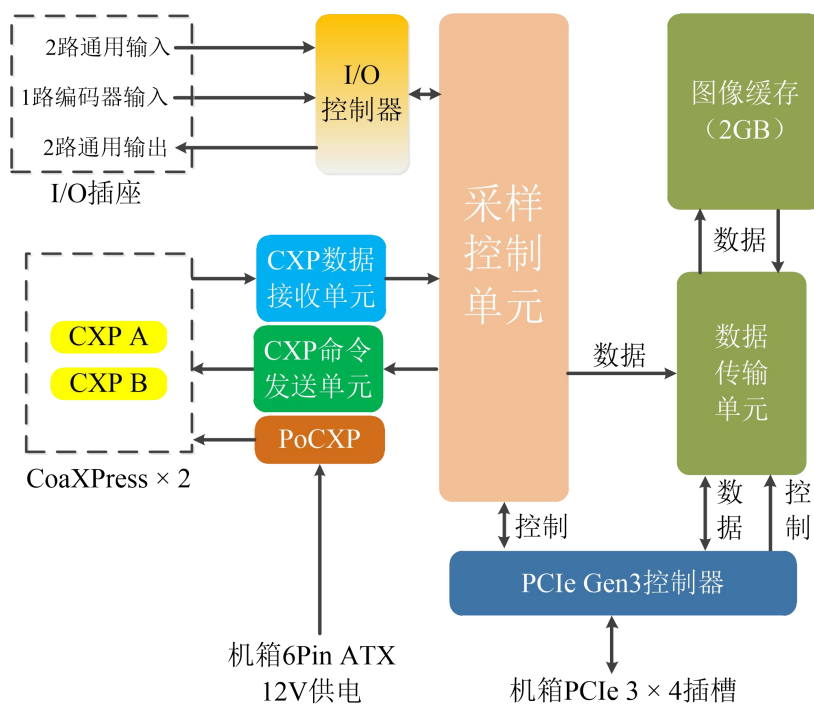 2路通用输入
1路编码器输入
2路通用输出
I/O插座
I/O
控制器
采样
控制
单元
图像缓存
（2GB）
数据
CXP数据
接收单元
CXP A
CXP B
CXP命令
发送单元
数据
数据
传输
单元
PoCXP
CoaXPress × 2
控制
数据
控制
PCIe Gen3控制器
机箱6Pin ATX
12V供电
机箱PCIe 3 × 4插槽